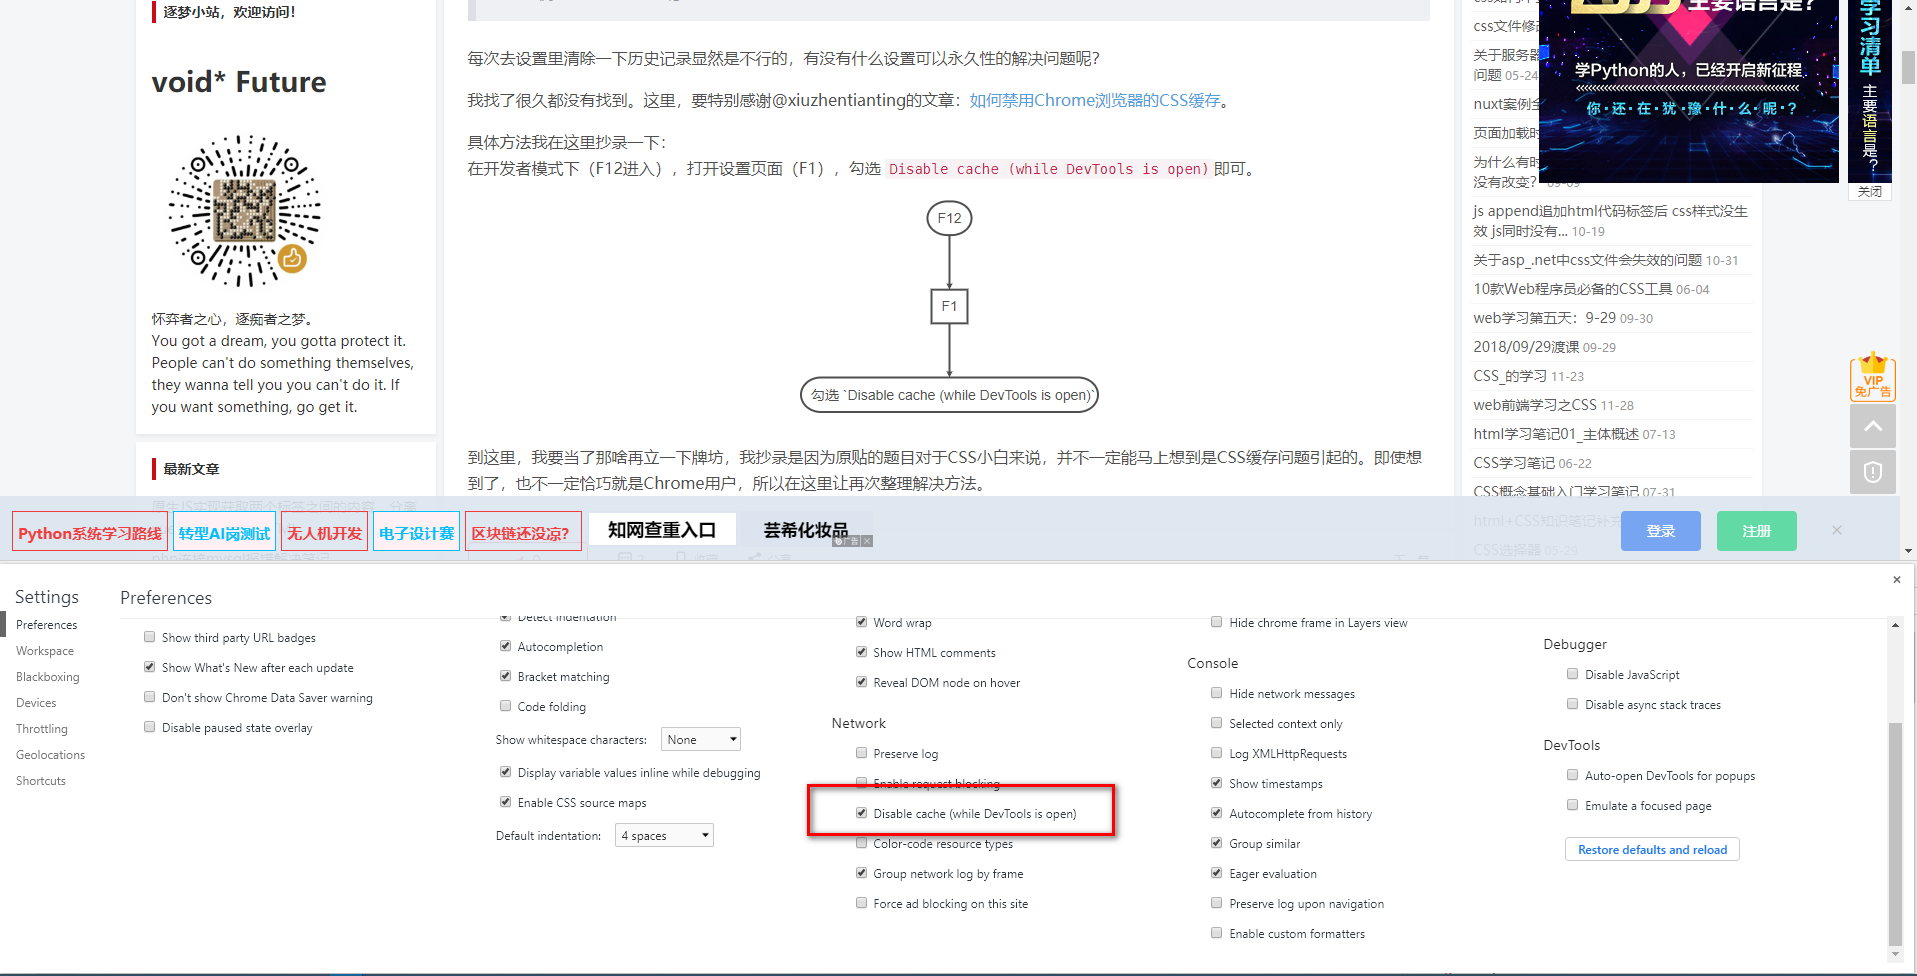 逐梦小站，欢迎访问！
void* Future
怀弈者之心，逐痴者之梦。
You got a dream, you gotta protect it.
People can't do something themselves,
they wanna tell you you can't do it. If
you want something, go get it.
最新文章
每次去设置里清除一下历史记录显然是不行的，有没有什么设置可以永久性的解决问题呢？
我找了很久都没有找到。这里，要特别感谢@xiuzhentianting的文章：如何禁用Chrome浏览器的CSS缓存。
具体方法我在这里抄录一下：
在开发者模式下（F12进入），打开设置页面（F1），勾选 Disable cache (while DevTools is open) 即可。
F12
F1
勾选 `Disable cache (while DevTools is open)`
到这里，我要当了那啥再立一下牌坊，我抄录是因为原贴的题目对于CSS小白来说，并不一定能马上想到是CSS缓存问题引起的。即使想
到了，也不一定恰巧就是Chrome用户，所以在这里让再次整理解决方法。
css文件修改
关于服务器
问题 05-24
nuxt案例全
页面加载时
为什么有时
没有改变？ 09-09
js append追加html代码标签后 css样式没生
效 js同时没有... 10-19
关于asp_.net中css文件会失效的问题 10-31
10款Web程序员必备的CSS工具 06-04
web学习第五天：9-29 09-30
2018/09/29渡课 09-29
CSS_的学习 11-23
web前端学习之CSS 11-28
html学习笔记01_主体概述 07-13
CSS学习笔记 06-22
CSS概念基础入门学习笔记 07-31
html+CSS知识笔记补充
CSS选择器 05-29
主要语言是？
学Python的人，已经开启新征程
你·还·在·犹·豫·什·么·呢·？
学习清单
主要语言是？
关闭
VIP
免广告
Python系统学习路线
转型AI岗测试
无人机开发
电子设计赛
区块链还没凉？
知网查重入口
芸希化妆品
广告
登录
注册
Settings
Preferences
Workspace
Blackboxing
Devices
Throttling
Geolocations
Shortcuts
Preferences
Show third party URL badges
Show What's New after each update
Don't show Chrome Data Saver warning
Disable paused state overlay
Detect indentation
Autocompletion
Bracket matching
Code folding
Show whitespace characters: None
Display variable values inline while debugging
Enable CSS source maps
Default indentation: 4 spaces
Word wrap
Show HTML comments
Reveal DOM node on hover
Network
Preserve log
Enable request blocking
Disable cache (while DevTools is open)
Color-code resource types
Group network log by frame
Force ad blocking on this site
Hide chrome frame in Layers view
Console
Hide network messages
Selected context only
Log XMLHttpRequests
Show timestamps
Autocomplete from history
Group similar
Eager evaluation
Preserve log upon navigation
Enable custom formatters
Debugger
Disable JavaScript
Disable async stack traces
DevTools
Auto-open DevTools for popups
Emulate a focused page
Restore defaults and reload